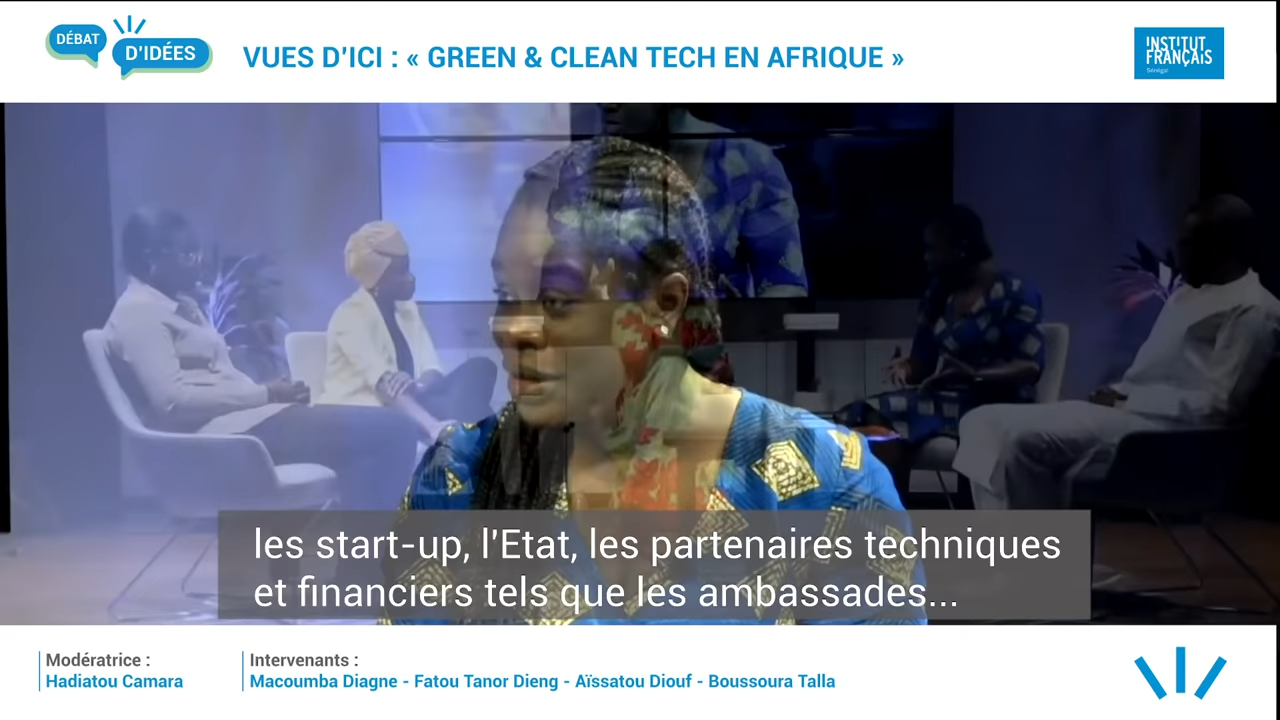 DÉBAT
D'IDÉES
VUES D'ICI : « GREEN & CLEAN TECH EN AFRIQUE »
INSTITUT
FRANÇAIS
Sénégal
les start-up, l'Etat, les partenaires techniques
et financiers tels que les ambassades...
Modératrice :
Hadiatou Camara
Intervenants :
Macoumba Diagne - Fatou Tanor Dieng - Aïssatou Diouf - Boussoura Talla